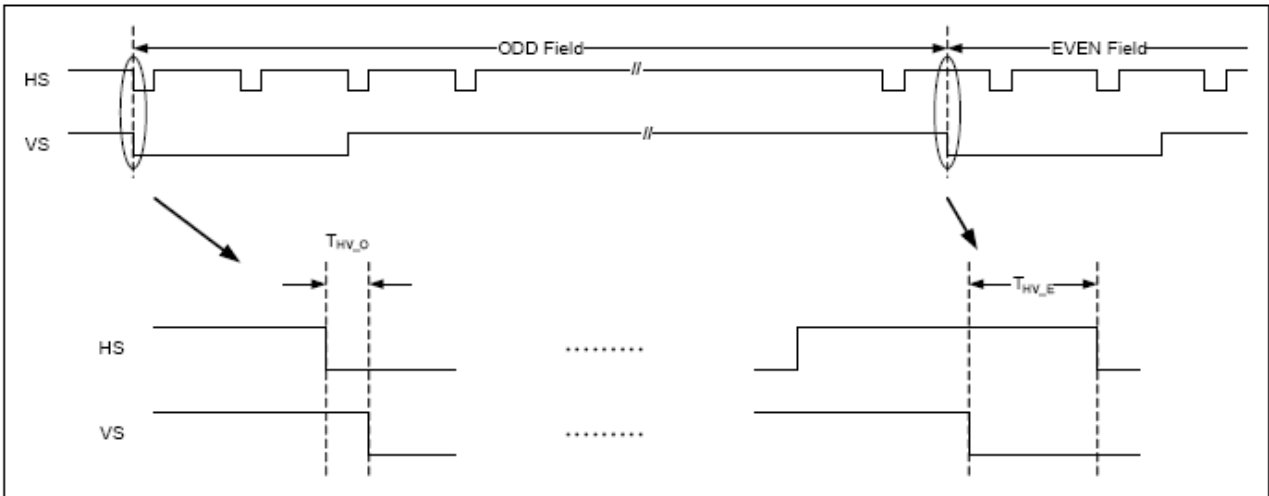 ODD Field
EVEN Field
HS
//
VS
//
T_HV_O
T_HV_E
HS
.........
VS
.........